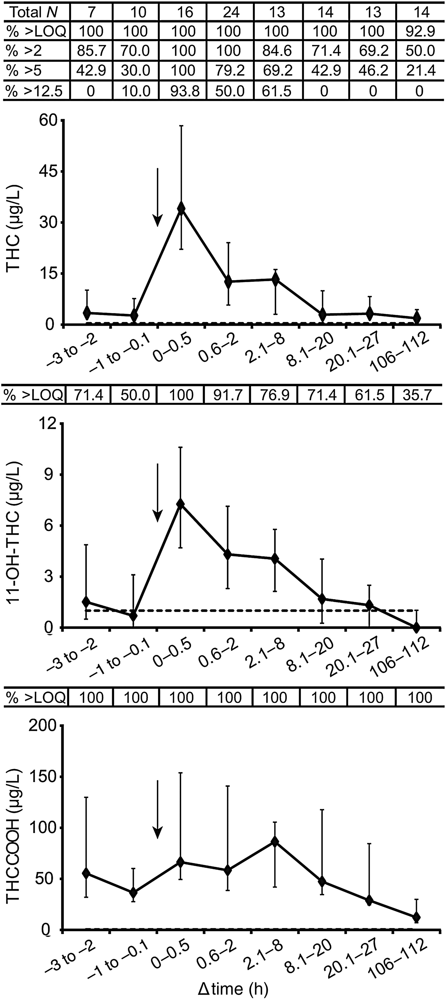 Total N 7 10 16 24 13 14 13 14
% >LOQ 100 100 100 100 100 100 100 92.9
% >2 85.7 70.0 100 100 84.6 71.4 69.2 50.0
% >5 42.9 30.0 100 79.2 69.2 42.9 46.2 21.4
% >12.5 0 10.0 93.8 50.0 61.5 0 0 0
THC (µg/L)
60
45
30
15
0
–3 to –2 –1 to –0.1 0–0.5 0.6–2 2.1–8 8.1–20 20.1–27 106–112
% >LOQ 71.4 50.0 100 91.7 76.9 71.4 61.5 35.7
11-OH-THC (µg/L)
12
9
6
3
0
–3 to –2 –1 to –0.1 0–0.5 0.6–2 2.1–8 8.1–20 20.1–27 106–112
% >LOQ 100 100 100 100 100 100 100 100
THCCOOH (µg/L)
200
150
100
50
0
–3 to –2 –1 to –0.1 0–0.5 0.6–2 2.1–8 8.1–20 20.1–27 106–112
Δ time (h)